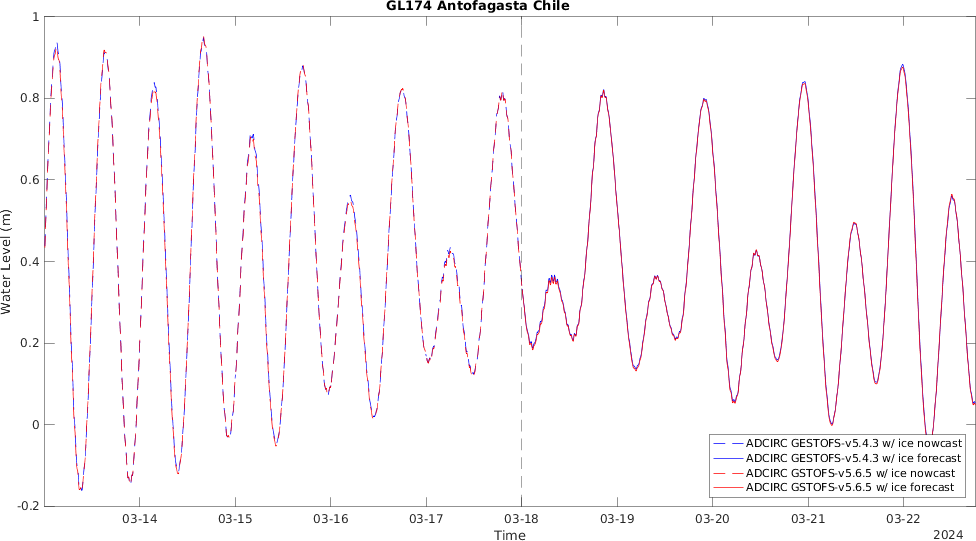 GL174 Antofagasta Chile
1
0.8
0.6
0.4
0.2
0
-0.2
Water Level (m)
03-14 03-15 03-16 03-17 03-18 03-19 03-20 03-21 03-22
Time
2024
ADCIRC GESTOFS-v5.4.3 w/ ice nowcast
ADCIRC GESTOFS-v5.4.3 w/ ice forecast
ADCIRC GSTOFS-v5.6.5 w/ ice nowcast
ADCIRC GSTOFS-v5.6.5 w/ ice forecast